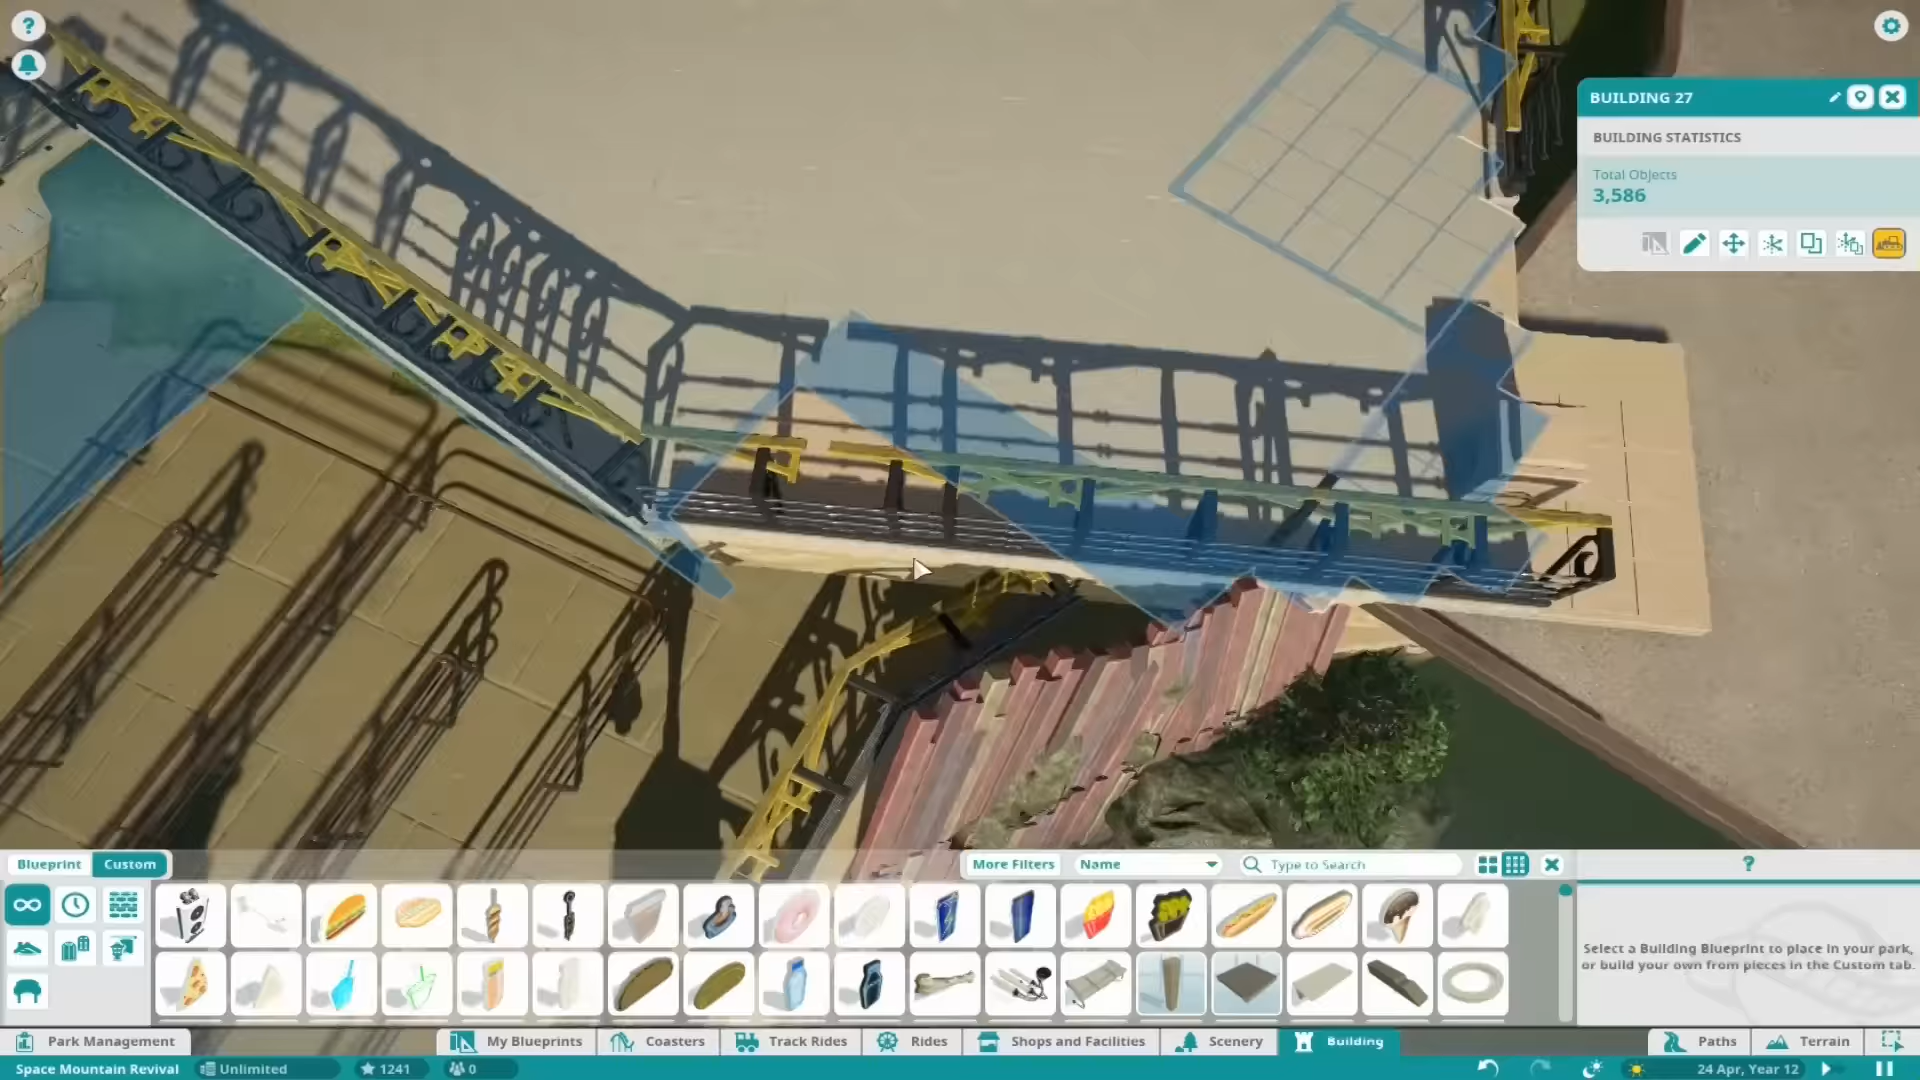 ?
BUILDING 27
BUILDING STATISTICS
Total Objects
3,586
Blueprint
Custom
More Filters
Name
Type to Search
?
Select a Building Blueprint to place in your park,
or build your own from pieces in the Custom tab.
Park Management
My Blueprints
Coasters
Track Rides
Rides
Shops and Facilities
Scenery
Building
Paths
Terrain
Space Mountain Revival
Unlimited
1241
0
24 Apr, Year 12